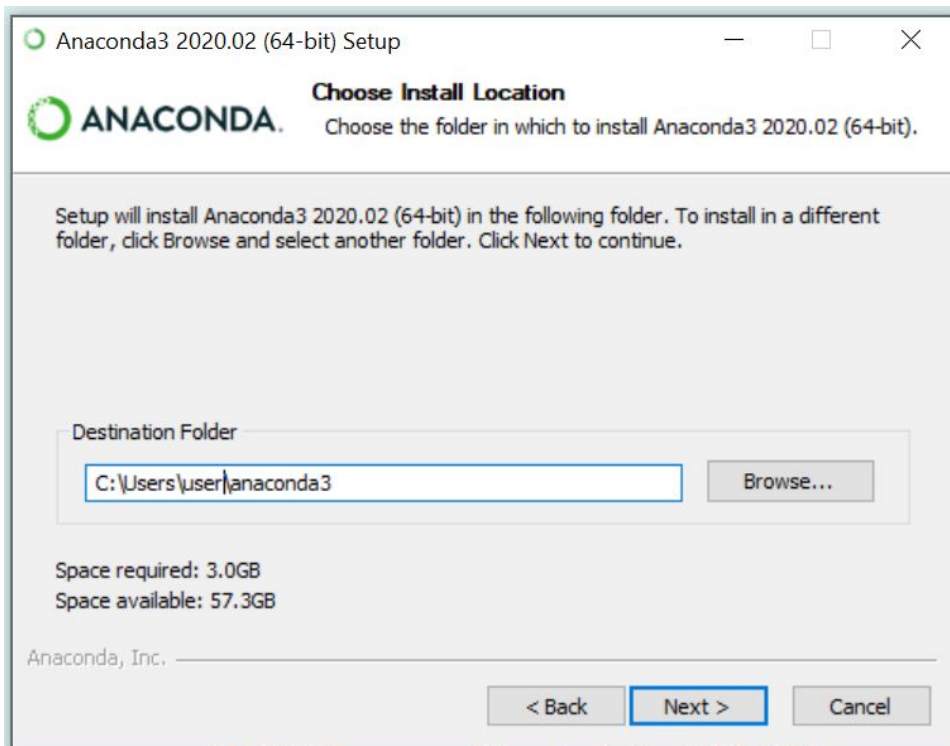 Anaconda3 2020.02 (64-bit) Setup
ANACONDA.
Choose Install Location
Choose the folder in which to install Anaconda3 2020.02 (64-bit).
Setup will install Anaconda3 2020.02 (64-bit) in the following folder. To install in a different
folder, click Browse and select another folder. Click Next to continue.
Destination Folder
C:\Users\user\anaconda3
Browse...
Space required: 3.0GB
Space available: 57.3GB
Anaconda, Inc.
< Back
Next >
Cancel